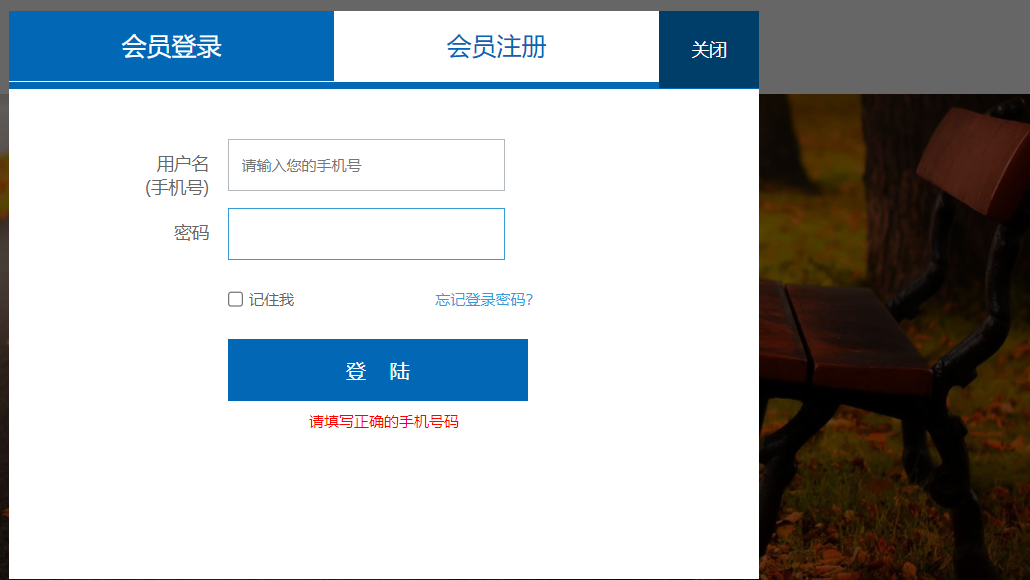 会员登录 会员注册 关闭
用户名
(手机号)
请输入您的手机号
密码
记住我 忘记登录密码?
登 陆
请填写正确的手机号码